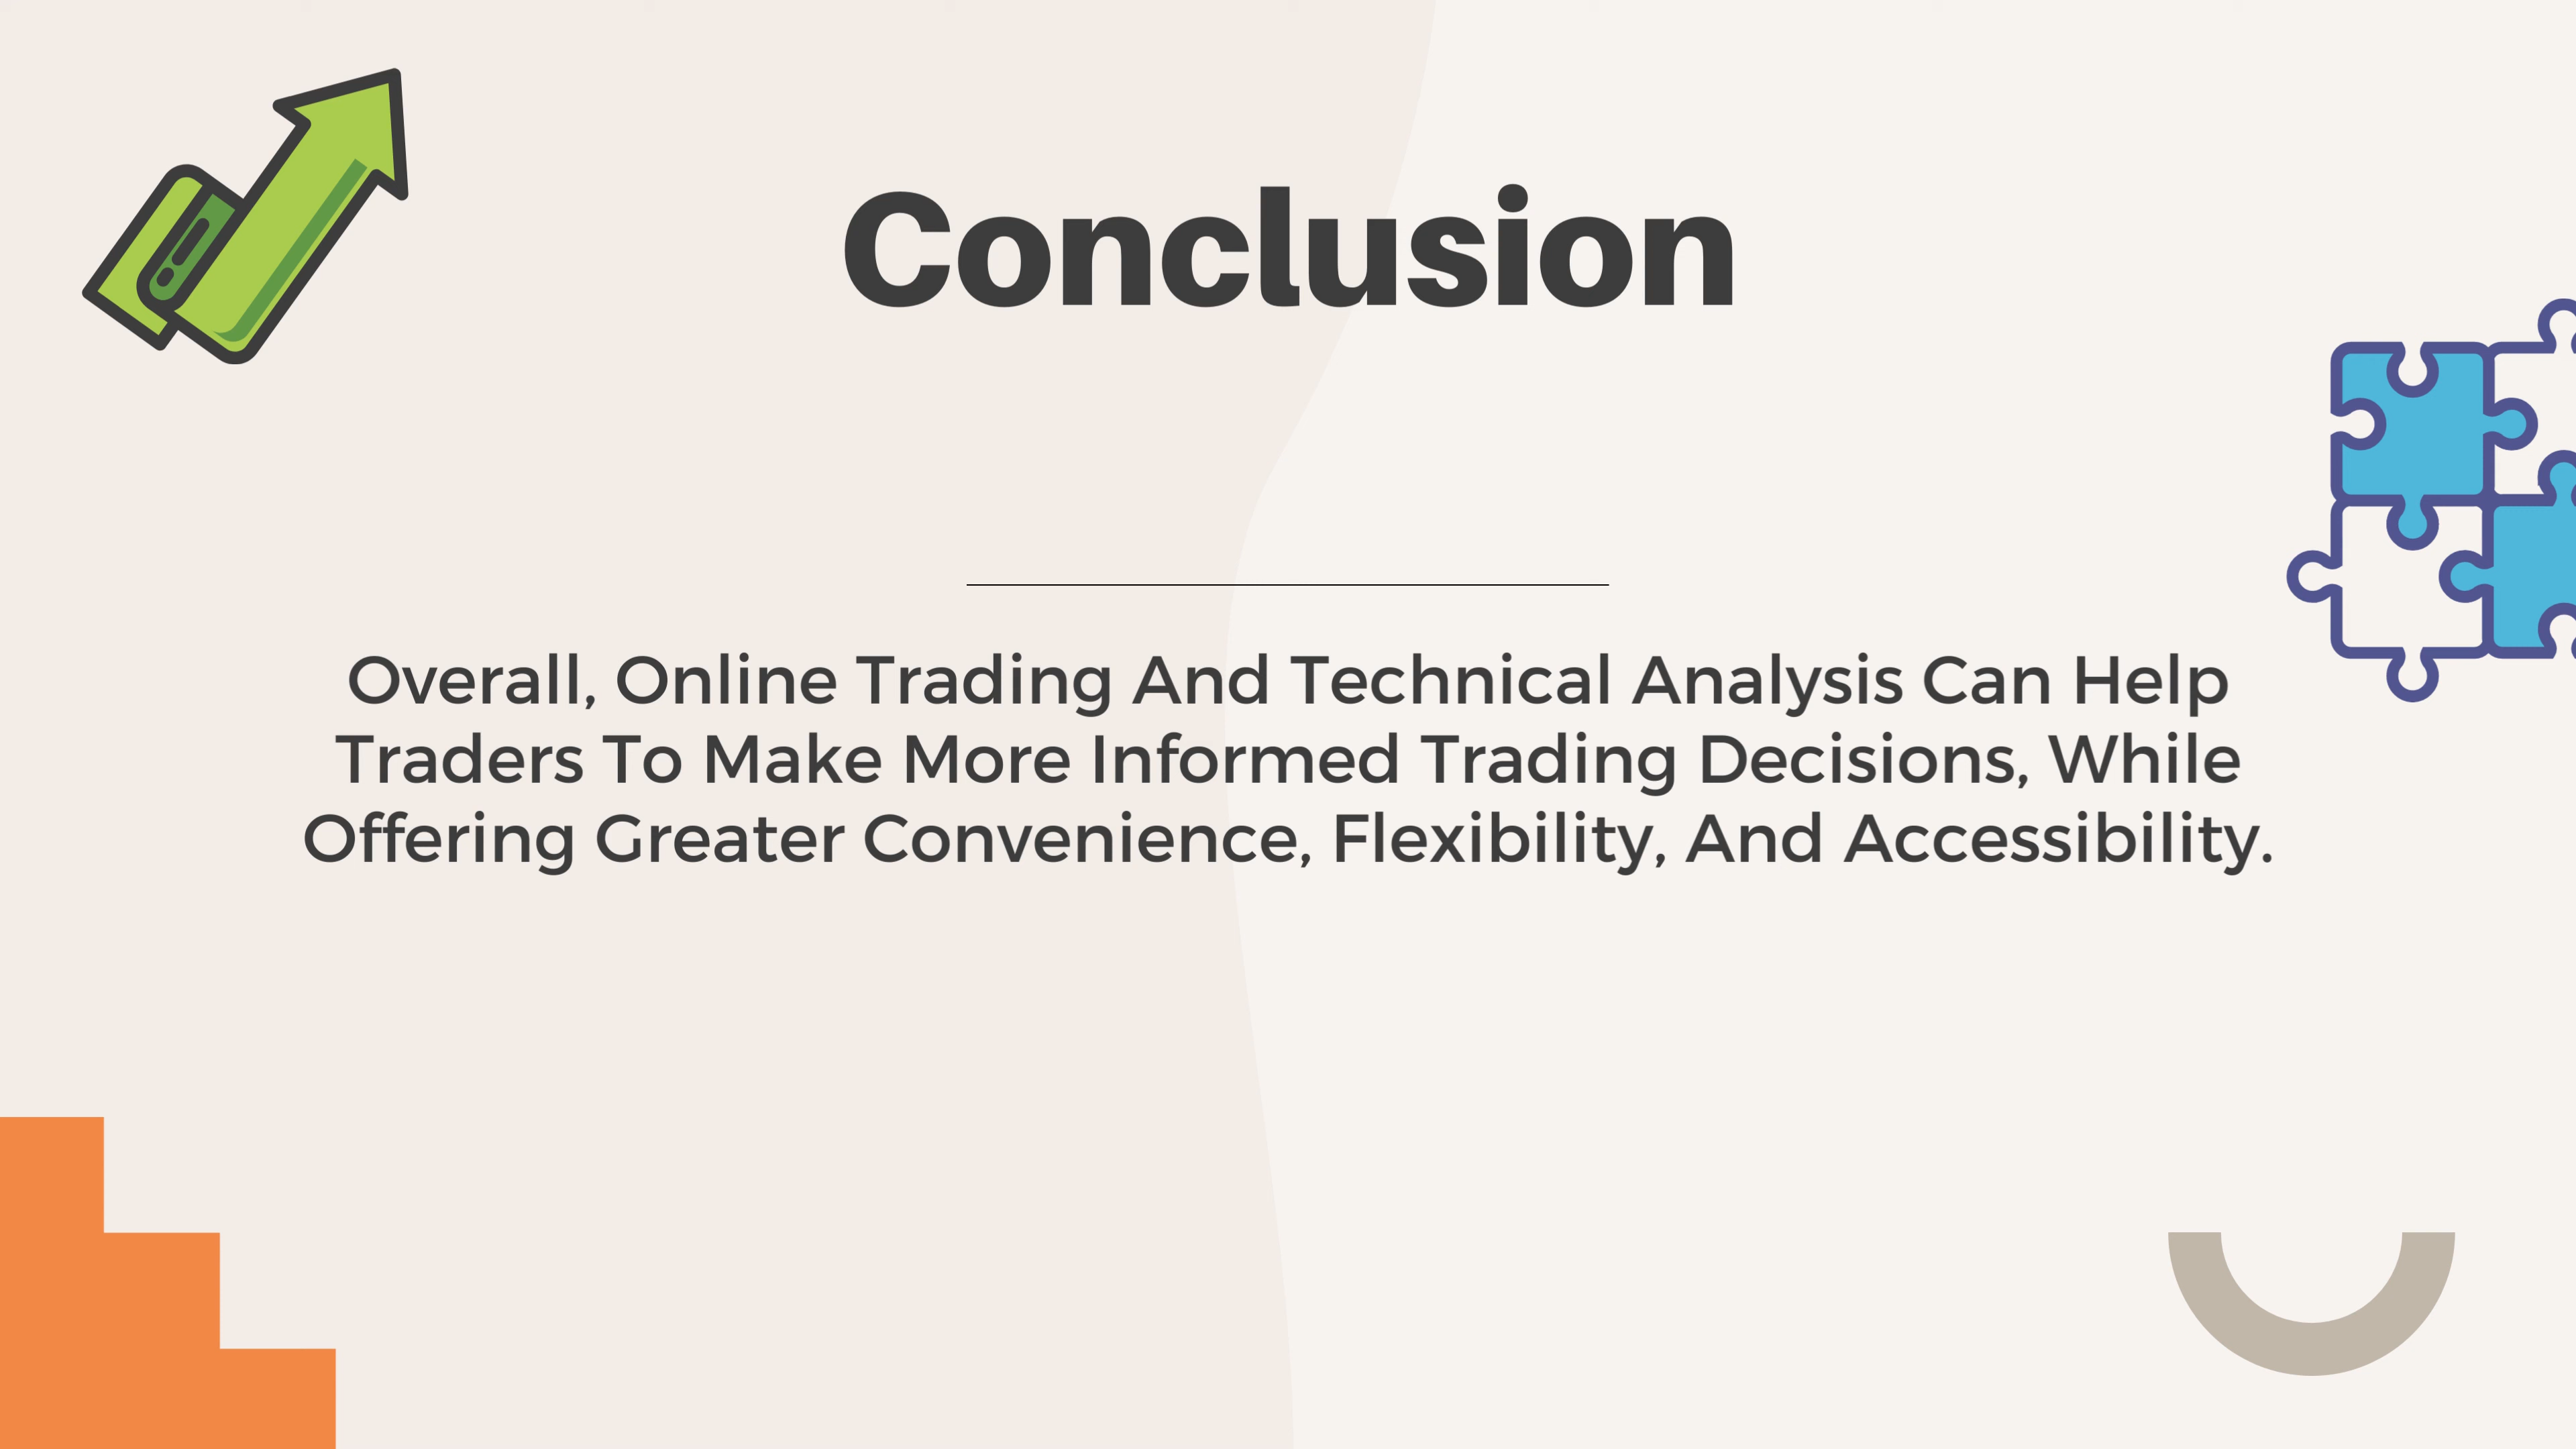 Conclusion
Overall, Online Trading And Technical Analysis Can Help
Traders To Make More Informed Trading Decisions, While
Offering Greater Convenience, Flexibility, And Accessibility.